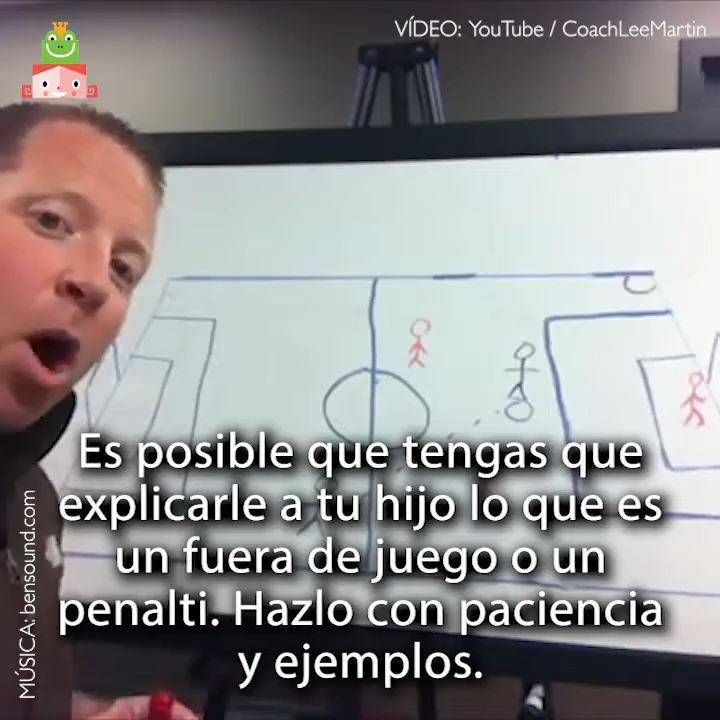 VÍDEO: YouTube / CoachLeeMartin
Es posible que tengas que
explicarle a tu hijo lo que es
un fuera de juego o un
penalti. Hazlo con paciencia
y ejemplos.
MÚSICA: bensound.com